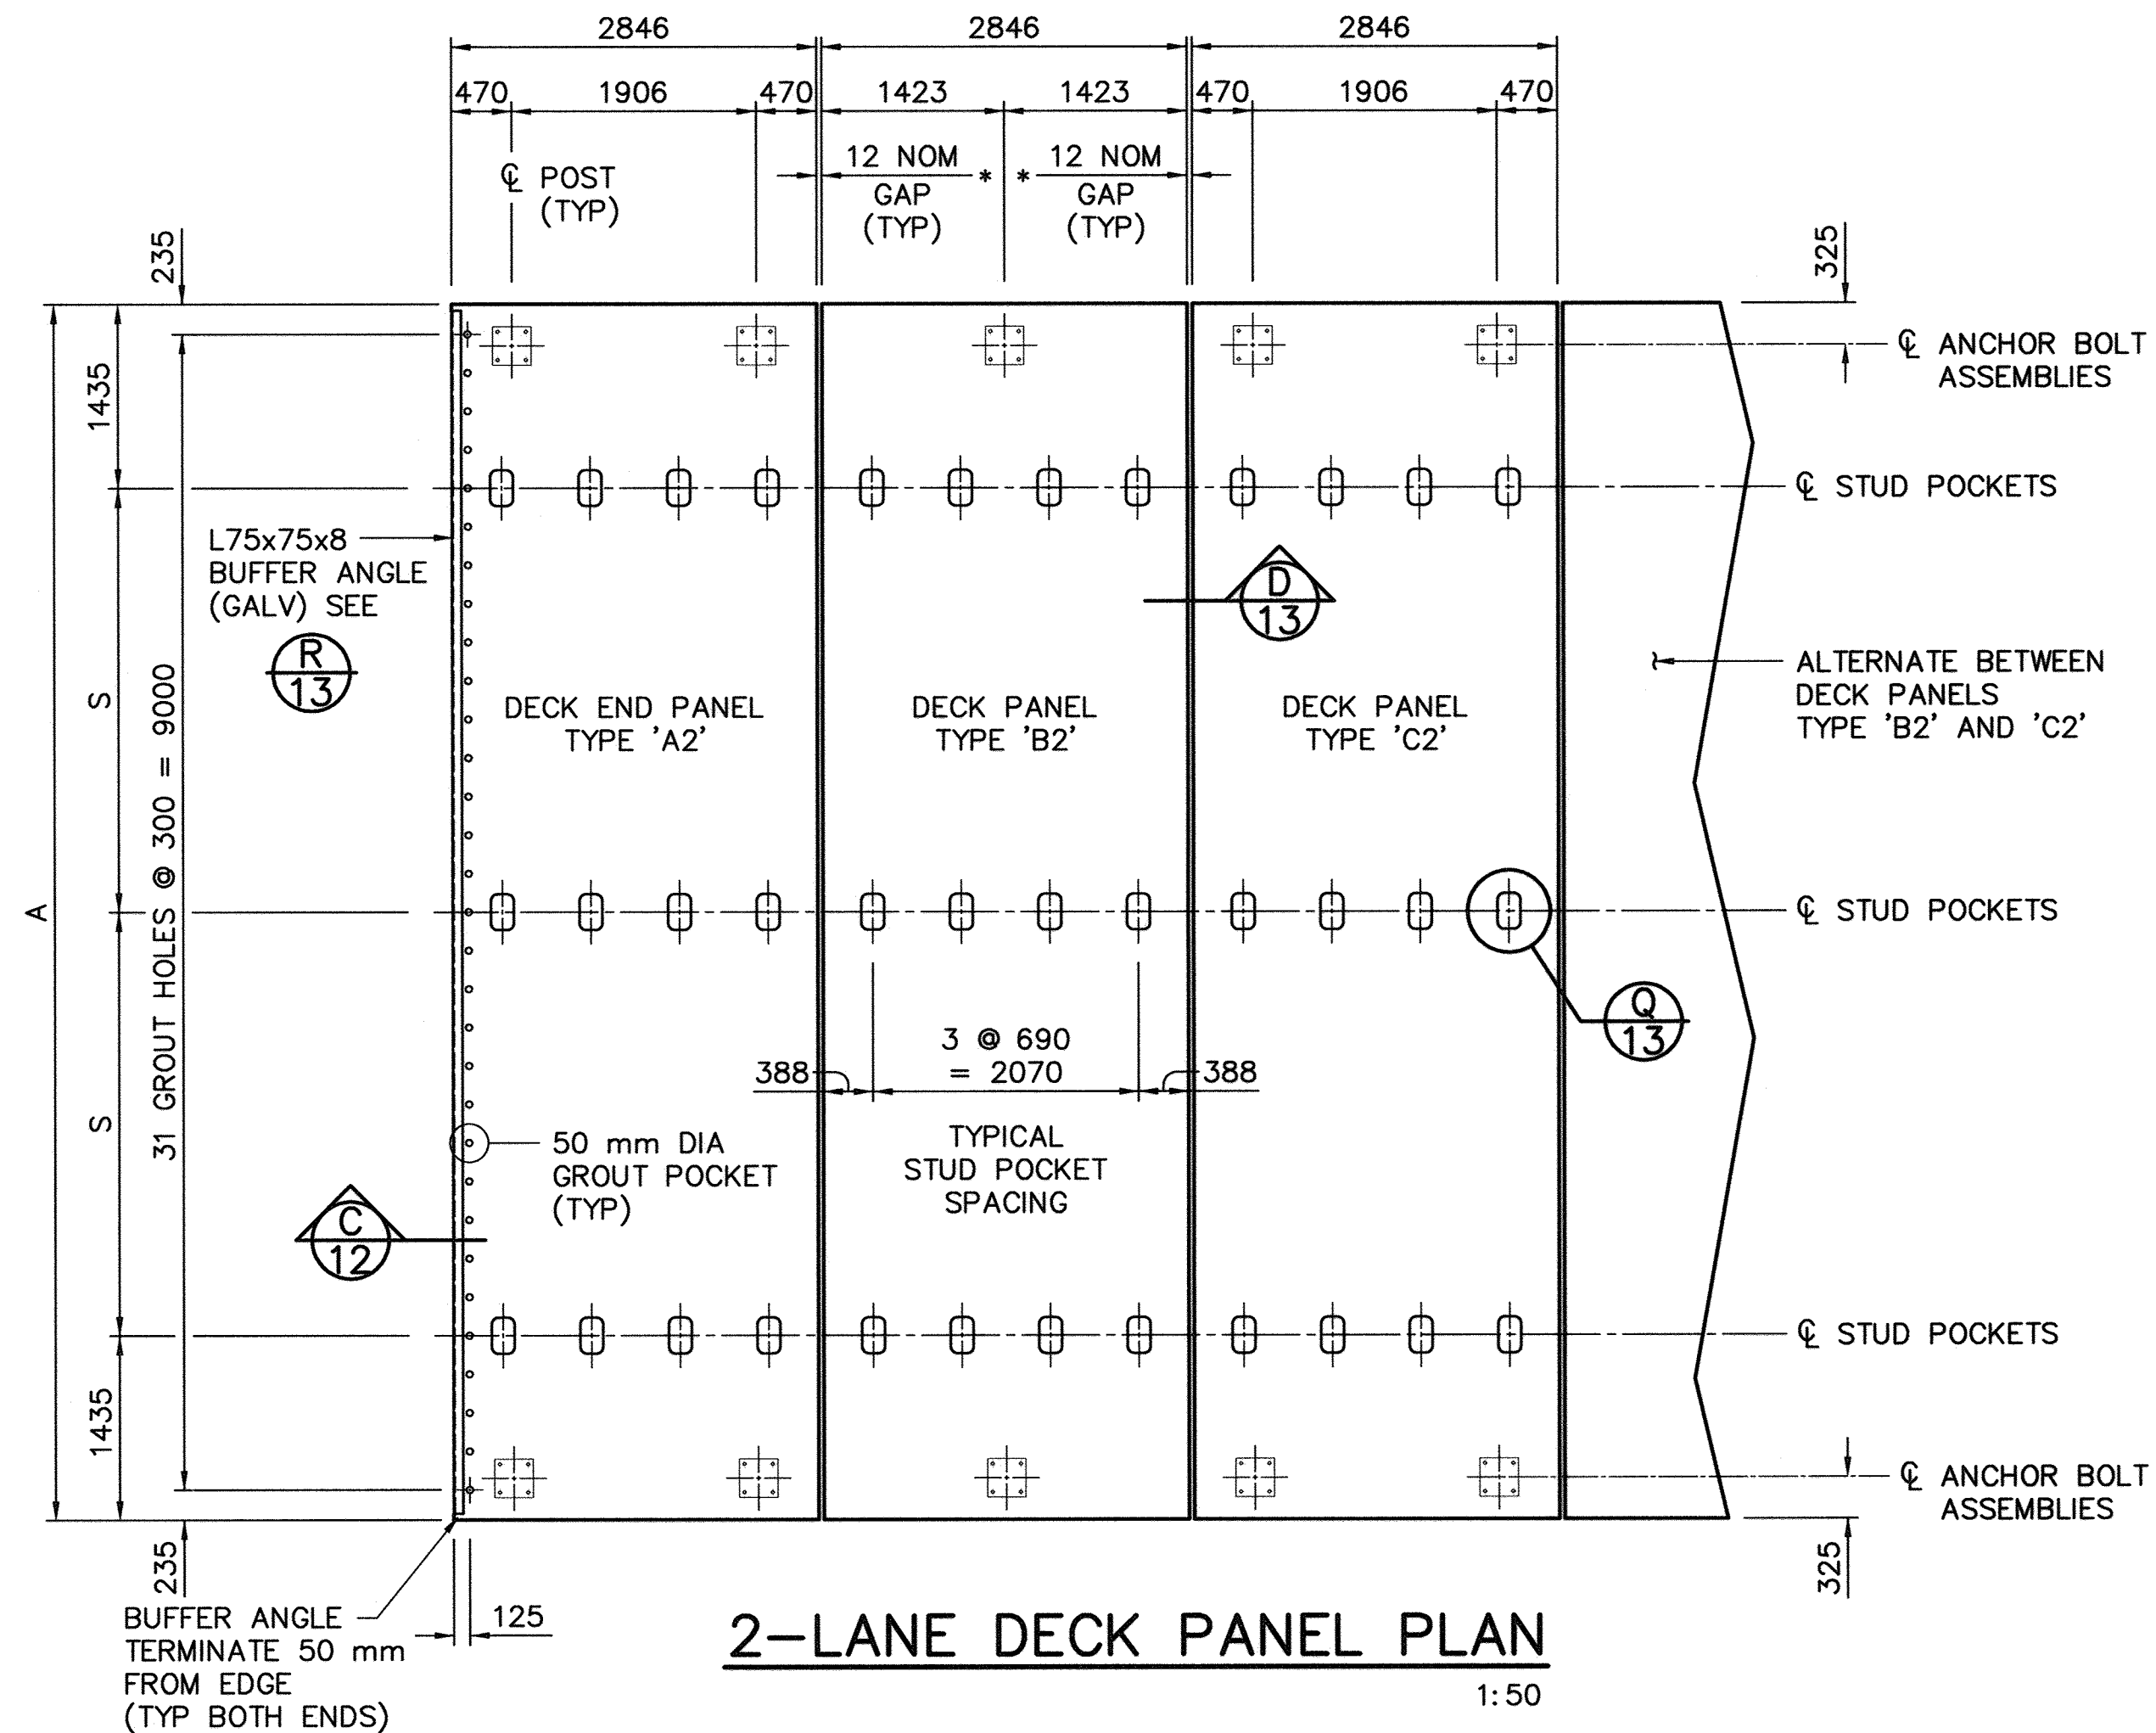 2846 2846 2846
470 1906 470 1423 1423 470 1906 470
℄ POST
(TYP)
12 NOM
GAP
(TYP)
* *
12 NOM
GAP
(TYP)
235
325
1435
℄ ANCHOR BOLT
ASSEMBLIES
℄ STUD POCKETS
L75x75x8
BUFFER ANGLE
(GALV) SEE
R
13
D
13
S
31 GROUT HOLES @ 300 = 9000
DECK END PANEL
TYPE 'A2'
DECK PANEL
TYPE 'B2'
DECK PANEL
TYPE 'C2'
ALTERNATE BETWEEN
DECK PANELS
TYPE 'B2' AND 'C2'
A
℄ STUD POCKETS
Q
13
3 @ 690
= 2070
388 388
S
50 mm DIA
GROUT POCKET
(TYP)
TYPICAL
STUD POCKET
SPACING
C
12
℄ STUD POCKETS
1435
℄ ANCHOR BOLT
ASSEMBLIES
235
325
BUFFER ANGLE
TERMINATE 50 mm
FROM EDGE
(TYP BOTH ENDS)
125
2-LANE DECK PANEL PLAN
1:50